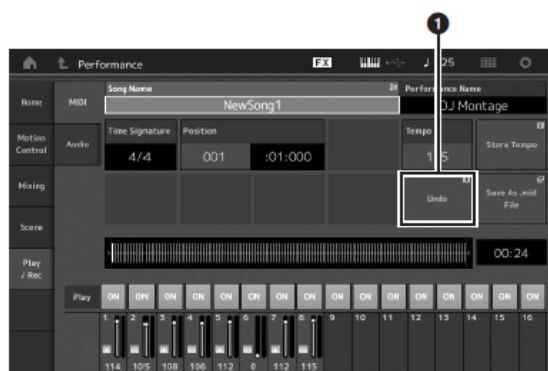 1
Performance
FX
25
Song Name
Performance Name
Home
MIDI
NewSong1
DJ Montage
Motion Control
Audio
Time Signature
Position
Tempo
Store Tempo
4/4
001
:01:000
Mixing
Undo
Save As .mid File
Scene
Play / Rec
00:24
Play
ON ON ON ON ON ON ON ON ON ON ON ON ON ON ON ON
1 2 3 4 5 6 7 8 9 10 11 12 13 14 15 16
114 105 108 106 112 0 112 115